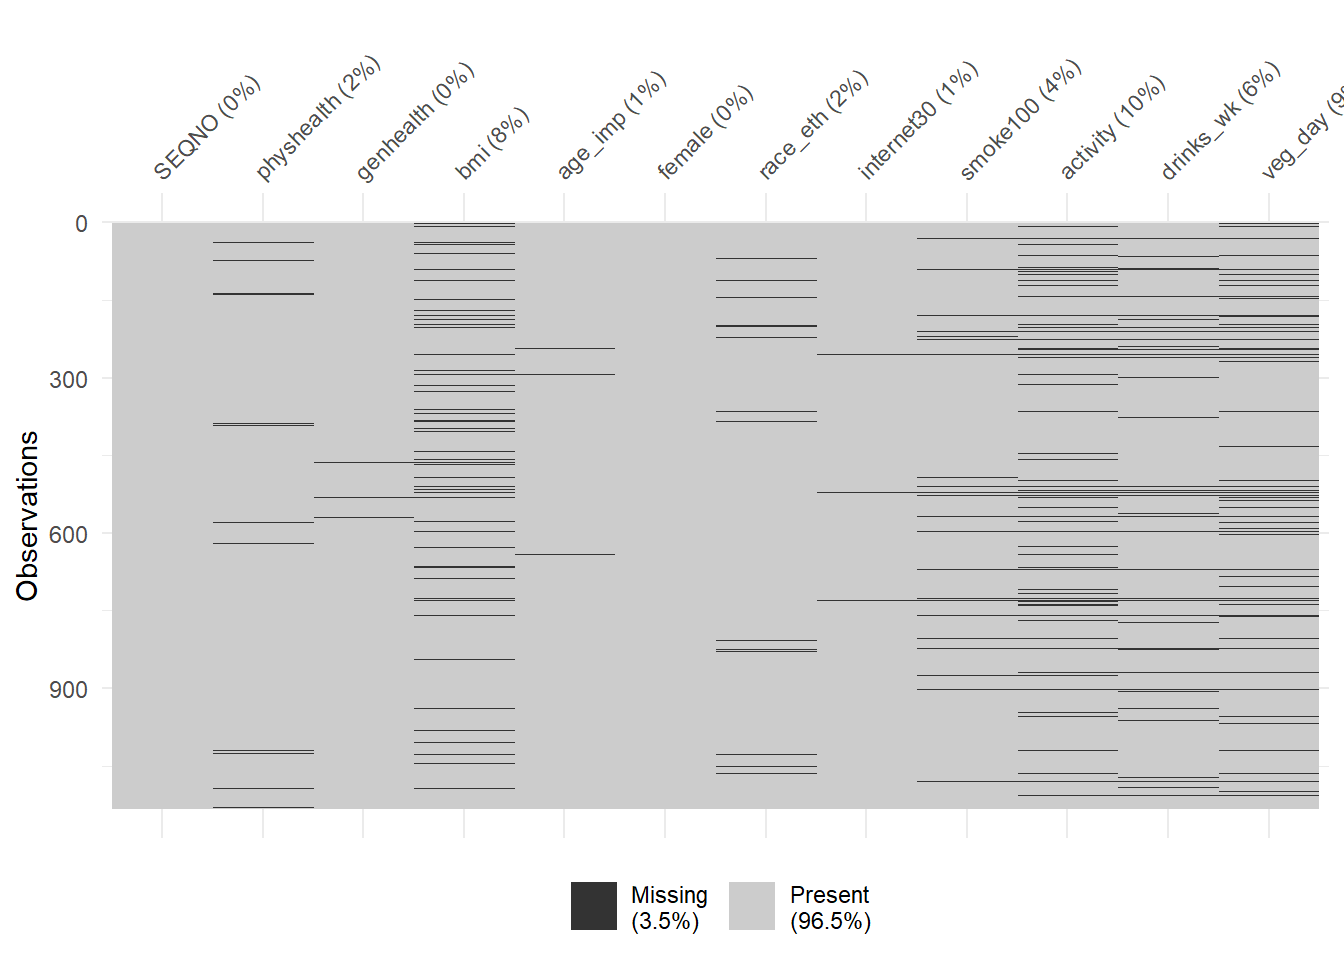 SEQNO (0%)
physhealth (2%)
genhealth (0%)
bmi (8%)
age_imp (1%)
female (0%)
race_eth (2%)
internet30 (1%)
smoke100 (4%)
activity (10%)
drinks_wk (6%)
veg_day (9
0
300
600
900
Observations
Missing
(3.5%)
Present
(96.5%)